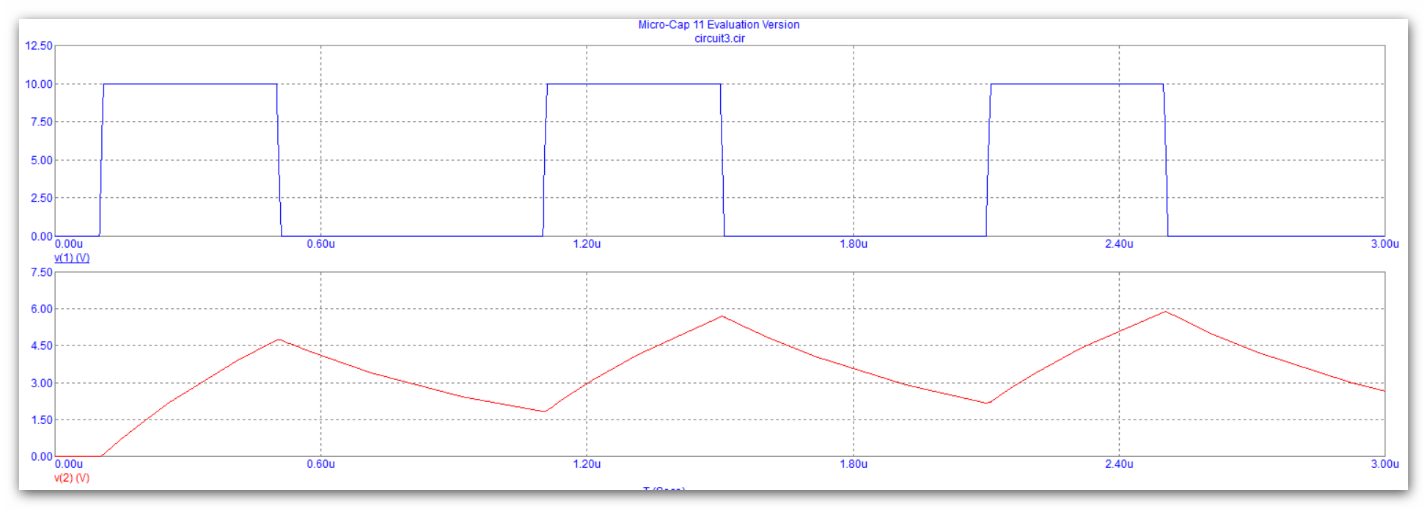 Micro-Cap 11 Evaluation Version
circuit3.cir
12.50
10.00
7.50
5.00
2.50
0.00
0.00u 0.60u 1.20u 1.80u 2.40u 3.00u
v(1) (V)
7.50
6.00
4.50
3.00
1.50
0.00
0.00u 0.60u 1.20u 1.80u 2.40u 3.00u
v(2) (V)